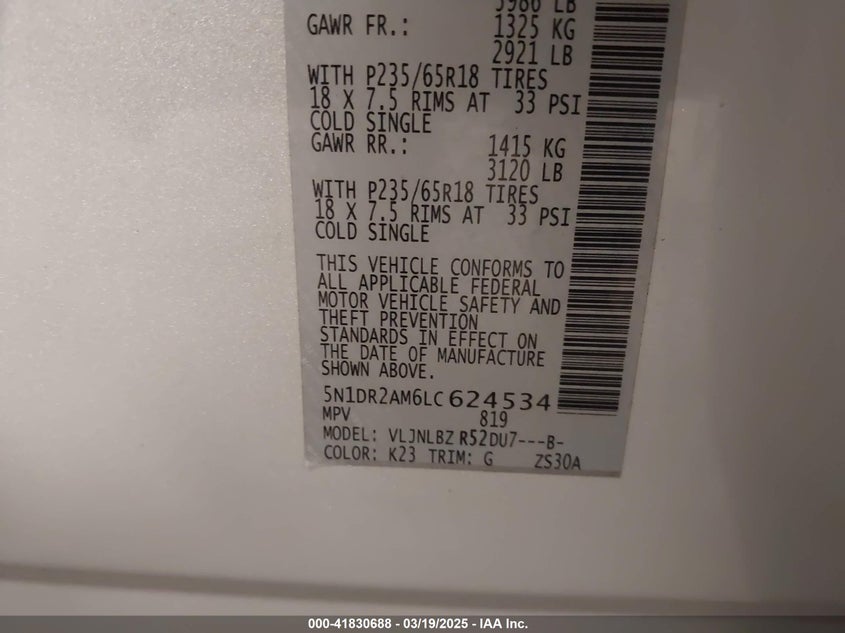 5986 LB
GAWR FR.: 1325 KG
2921 LB
WITH P235/65R18 TIRES
18 X 7.5 RIMS AT 33 PSI
COLD SINGLE
GAWR RR.: 1415 KG
3120 LB
WITH P235/65R18 TIRES
18 X 7.5 RIMS AT 33 PSI
COLD SINGLE
THIS VEHICLE CONFORMS TO
ALL APPLICABLE FEDERAL
MOTOR VEHICLE SAFETY AND
THEFT PREVENTION
STANDARDS IN EFFECT ON
THE DATE OF MANUFACTURE
SHOWN ABOVE.
5N1DR2AM6LC624534
MPV 819
MODEL: VLJNLBZ R52DU7---B-
COLOR: K23 TRIM: G ZS30A
000-41830688 - 03/19/2025 - IAA Inc.